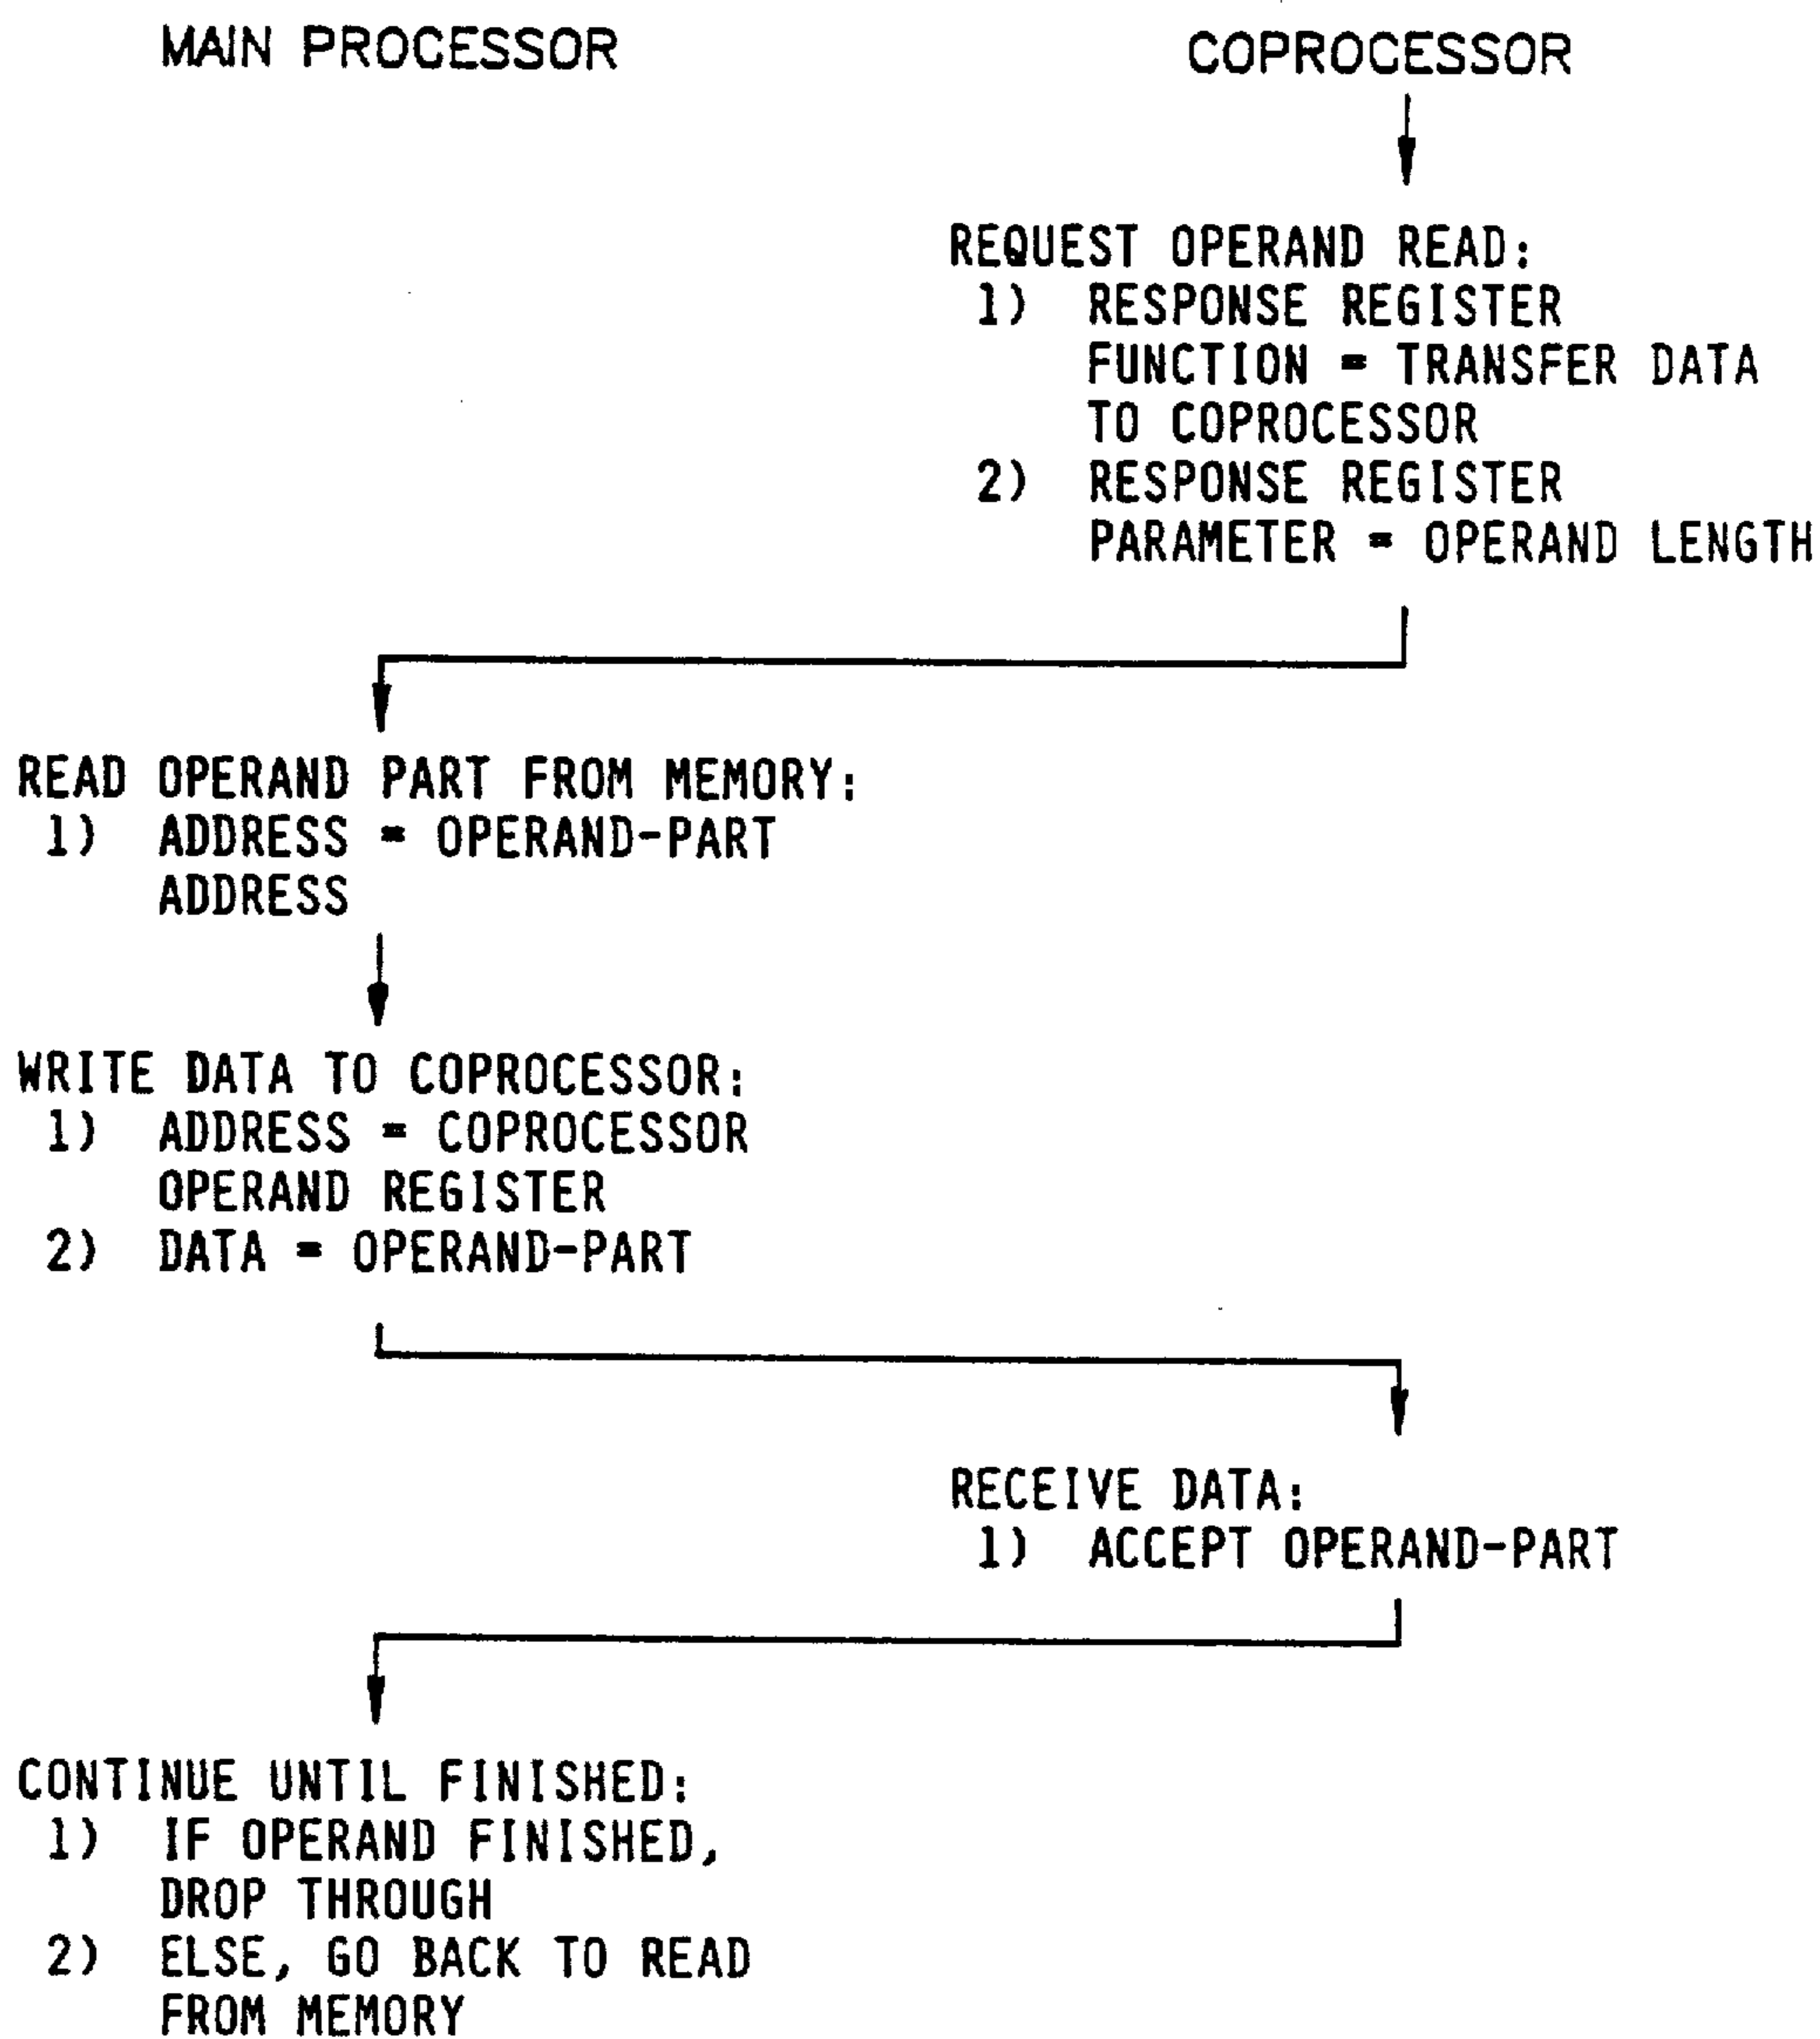 MAIN PROCESSOR
COPROCESSOR
REQUEST OPERAND READ:
1) RESPONSE REGISTER
FUNCTION = TRANSFER DATA
TO COPROCESSOR
2) RESPONSE REGISTER
PARAMETER = OPERAND LENGTH
READ OPERAND PART FROM MEMORY:
1) ADDRESS = OPERAND-PART
ADDRESS
WRITE DATA TO COPROCESSOR:
1) ADDRESS = COPROCESSOR
OPERAND REGISTER
2) DATA = OPERAND-PART
RECEIVE DATA:
1) ACCEPT OPERAND-PART
CONTINUE UNTIL FINISHED:
1) IF OPERAND FINISHED,
DROP THROUGH
2) ELSE, GO BACK TO READ
FROM MEMORY